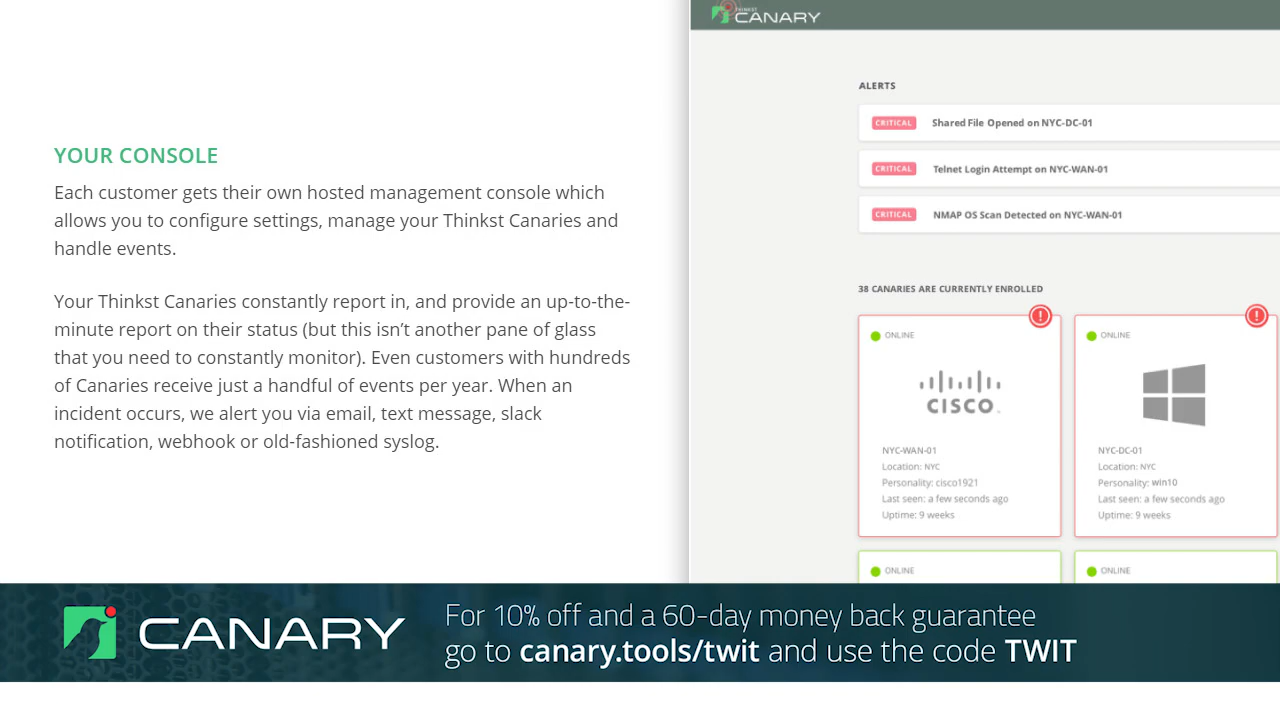 YOUR CONSOLE
Each customer gets their own hosted management console which
allows you to configure settings, manage your Thinkst Canaries and
handle events.
Your Thinkst Canaries constantly report in, and provide an up-to-the-
minute report on their status (but this isn’t another pane of glass
that you need to constantly monitor). Even customers with hundreds
of Canaries receive just a handful of events per year. When an
incident occurs, we alert you via email, text message, slack
notification, webhook or old-fashioned syslog.
THINKST
CANARY
ALERTS
CRITICAL Shared File Opened on NYC-DC-01
CRITICAL Telnet Login Attempt on NYC-WAN-01
CRITICAL NMAP OS Scan Detected on NYC-WAN-01
38 CANARIES ARE CURRENTLY ENROLLED
ONLINE
CISCO
NYC-WAN-01
Location: NYC
Personality: cisco1921
Last seen: a few seconds ago
Uptime: 9 weeks
ONLINE
NYC-DC-01
Location: NYC
Personality: win10
Last seen: a few seconds ago
Uptime: 9 weeks
ONLINE
ONLINE
CANARY
For 10% off and a 60-day money back guarantee
go to canary.tools/twit and use the code TWIT